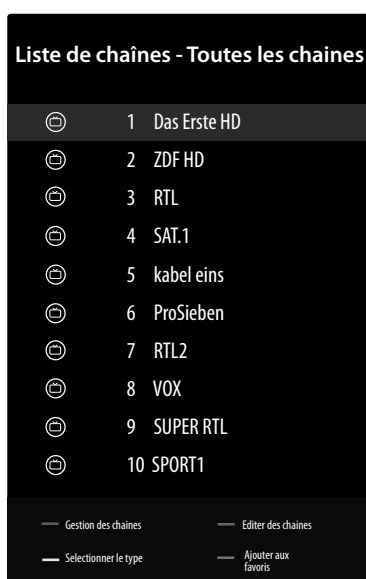 Liste de chaînes - Toutes les chaines
1 Das Erste HD
2 ZDF HD
3 RTL
4 SAT.1
5 kabel eins
6 ProSieben
7 RTL2
8 VOX
9 SUPER RTL
10 SPORT1
Gestion des chaines
Editer des chaines
Selectionner le type
Ajouter aux
favoris